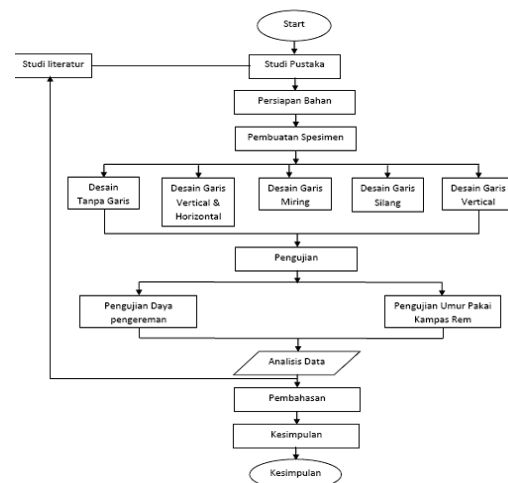 Start
Studi literatur
Studi Pustaka
Persiapan Bahan
Pembuatan Spesimen
Desain
Tanpa Garis
Desain Garis
Vertical &
Horizontal
Desain Garis
Miring
Desain Garis
Silang
Desain Garis
Vertical
Pengujian
Pengujian Daya
pengereman
Pengujian Umur Pakai
Kampas Rem
Analisis Data
Pembahasan
Kesimpulan
Kesimpulan